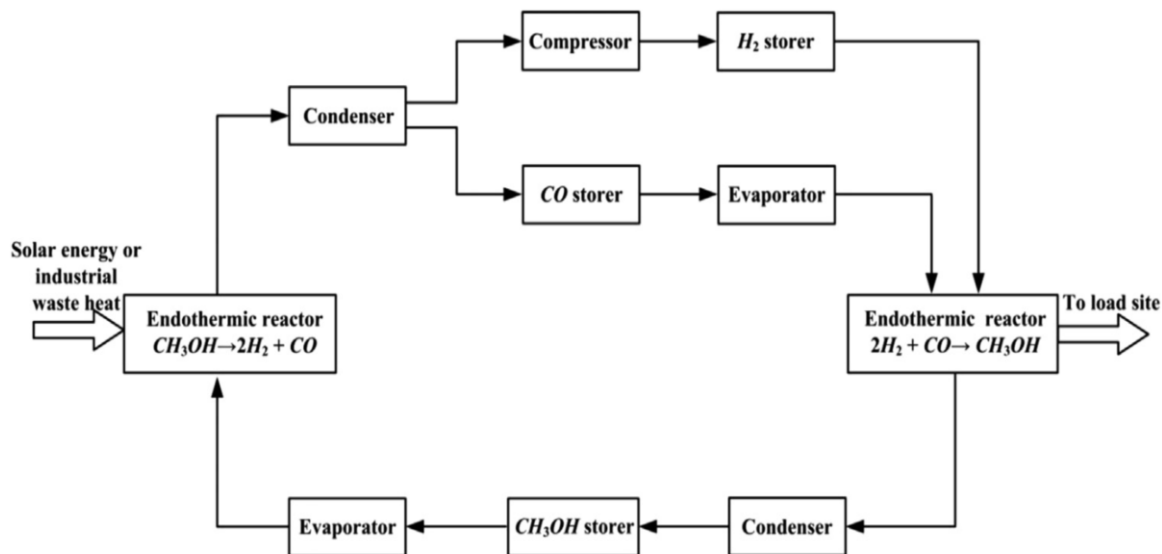 Compressor
H₂ storer
Condenser
CO storer
Evaporator
Solar energy or
industrial
waste heat
Endothermic reactor
CH₃OH→2H₂ + CO
Endothermic reactor
2H₂ + CO→ CH₃OH
To load site
Evaporator
CH₃OH storer
Condenser